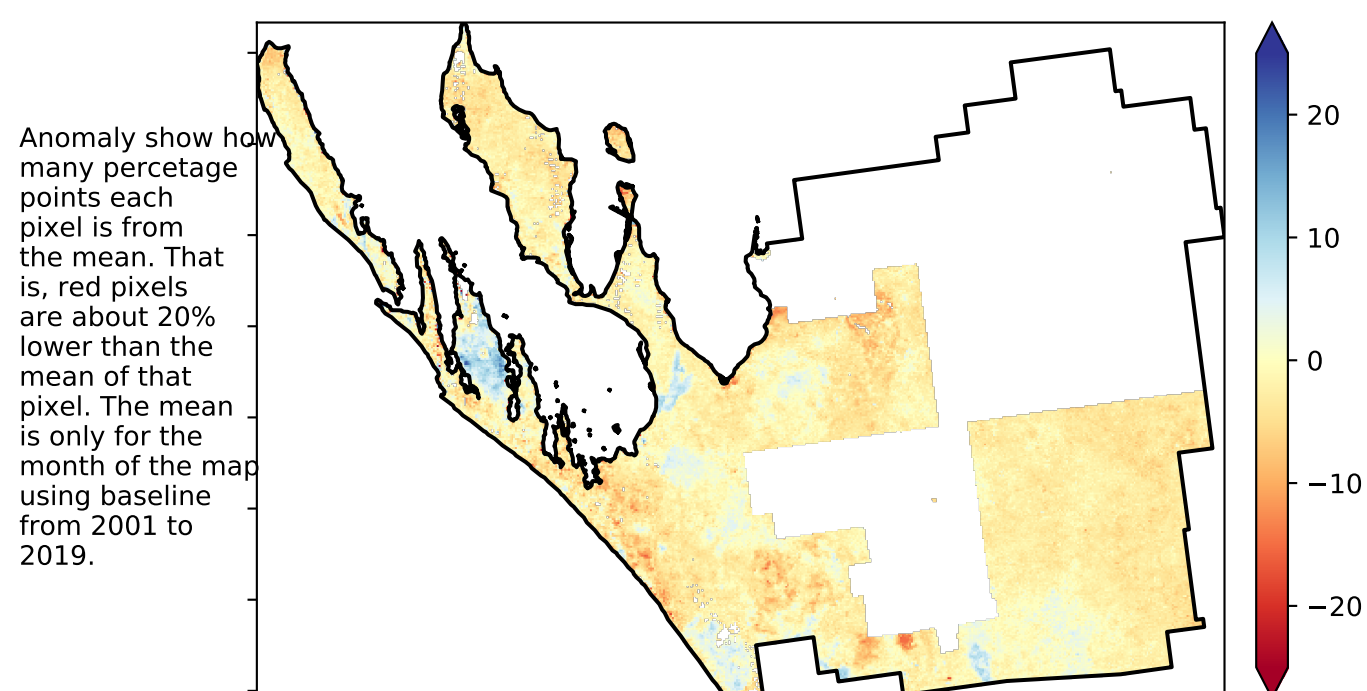 Anomaly show how
many percetage
points each
pixel is from
the mean. That
is, red pixels
are about 20%
lower than the
mean of that
pixel. The mean
is only for the
month of the map
using baseline
from 2001 to
2019.
20
10
0
−10
−20